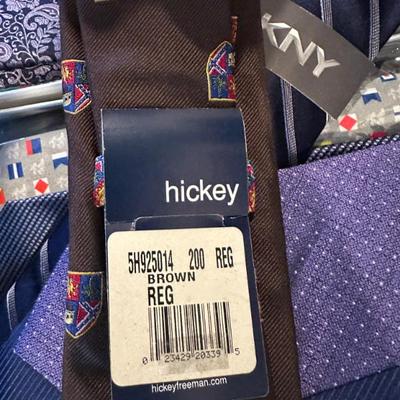 KNY
hickey
5H925014 200 REG
BROWN
REG
0 23429 20339 5
hickeyfreeman.com